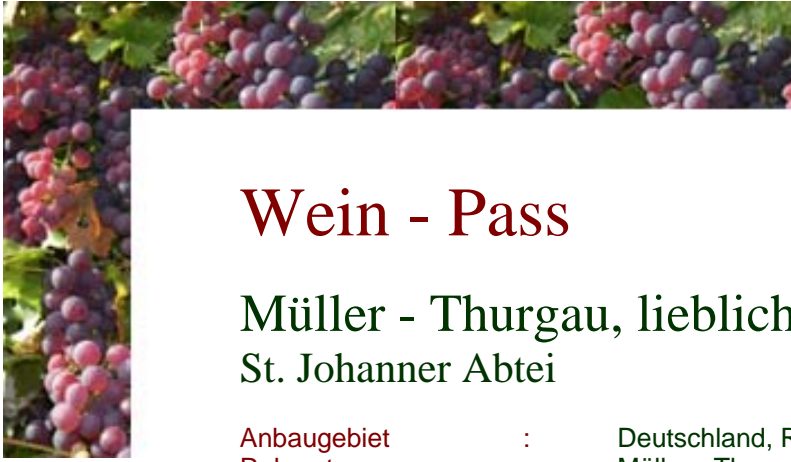 Wein - Pass
Müller - Thurgau, lieblich
St. Johanner Abtei
Anbaugebiet : Deutschland,